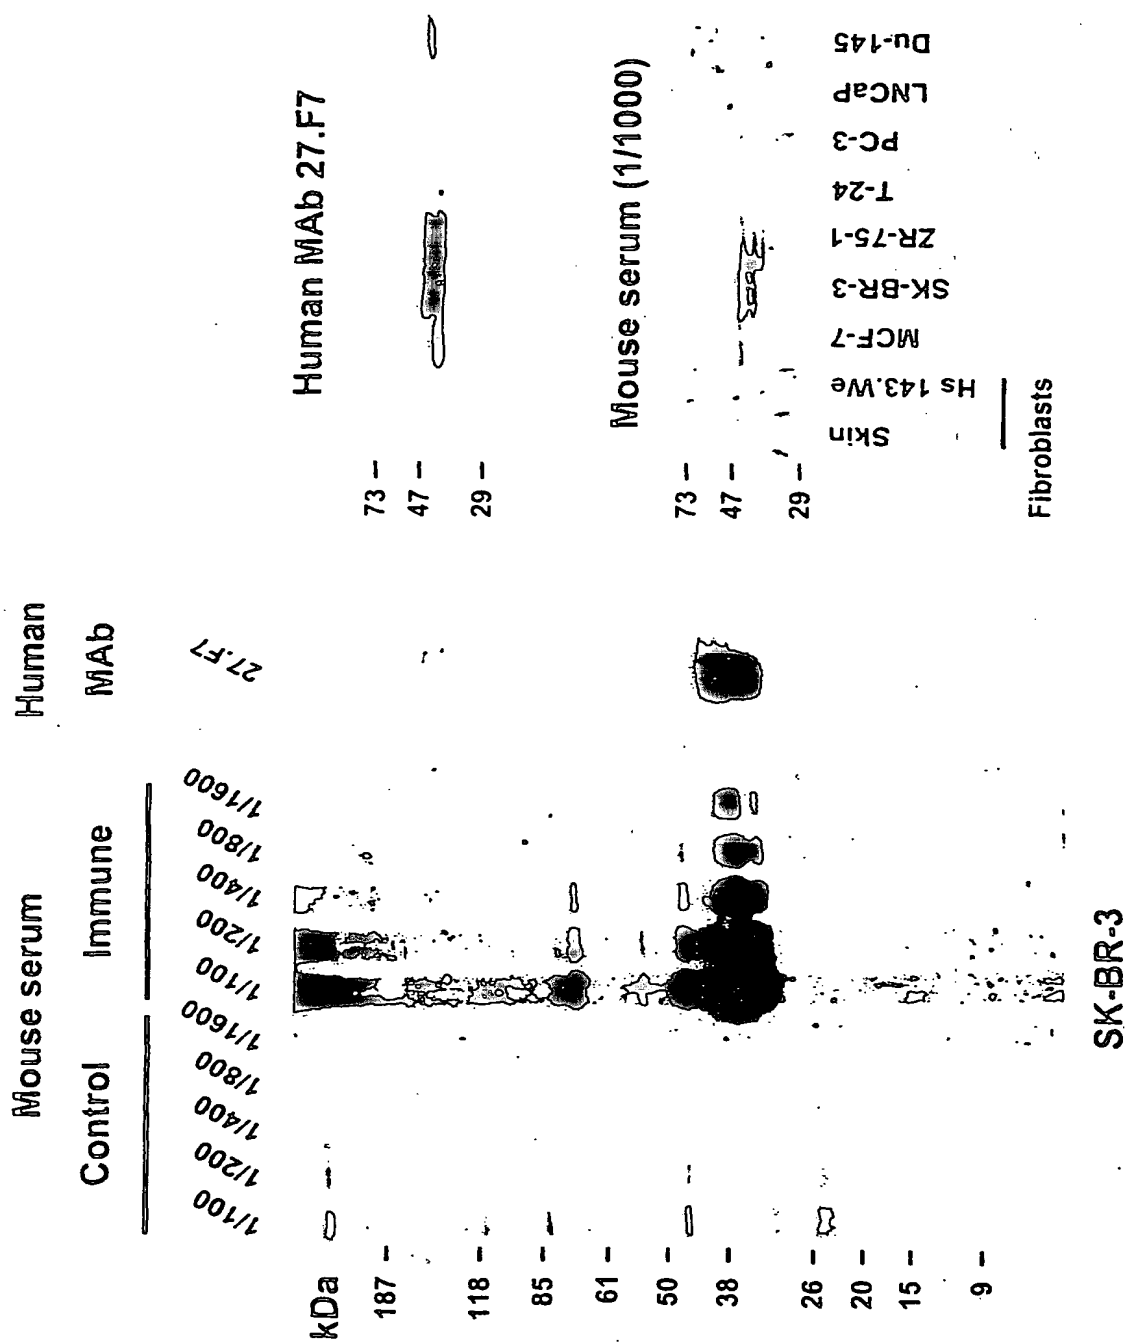 Mouse serum
Human
Control
Immune
MAb
1/100
1/200
1/400
1/800
1/1600
1/100
1/200
1/400
1/800
1/1600
27.F7
kDa
187
118
85
61
50
38
26
20
15
9
SK-BR-3
Human MAb 27.F7
73
47
29
Mouse serum (1/1000)
73
47
29
Skin
Hs 143.We
MCF-7
SK-BR-3
ZR-75-1
T-24
PC-3
LNCaP
Du-145
Fibroblasts